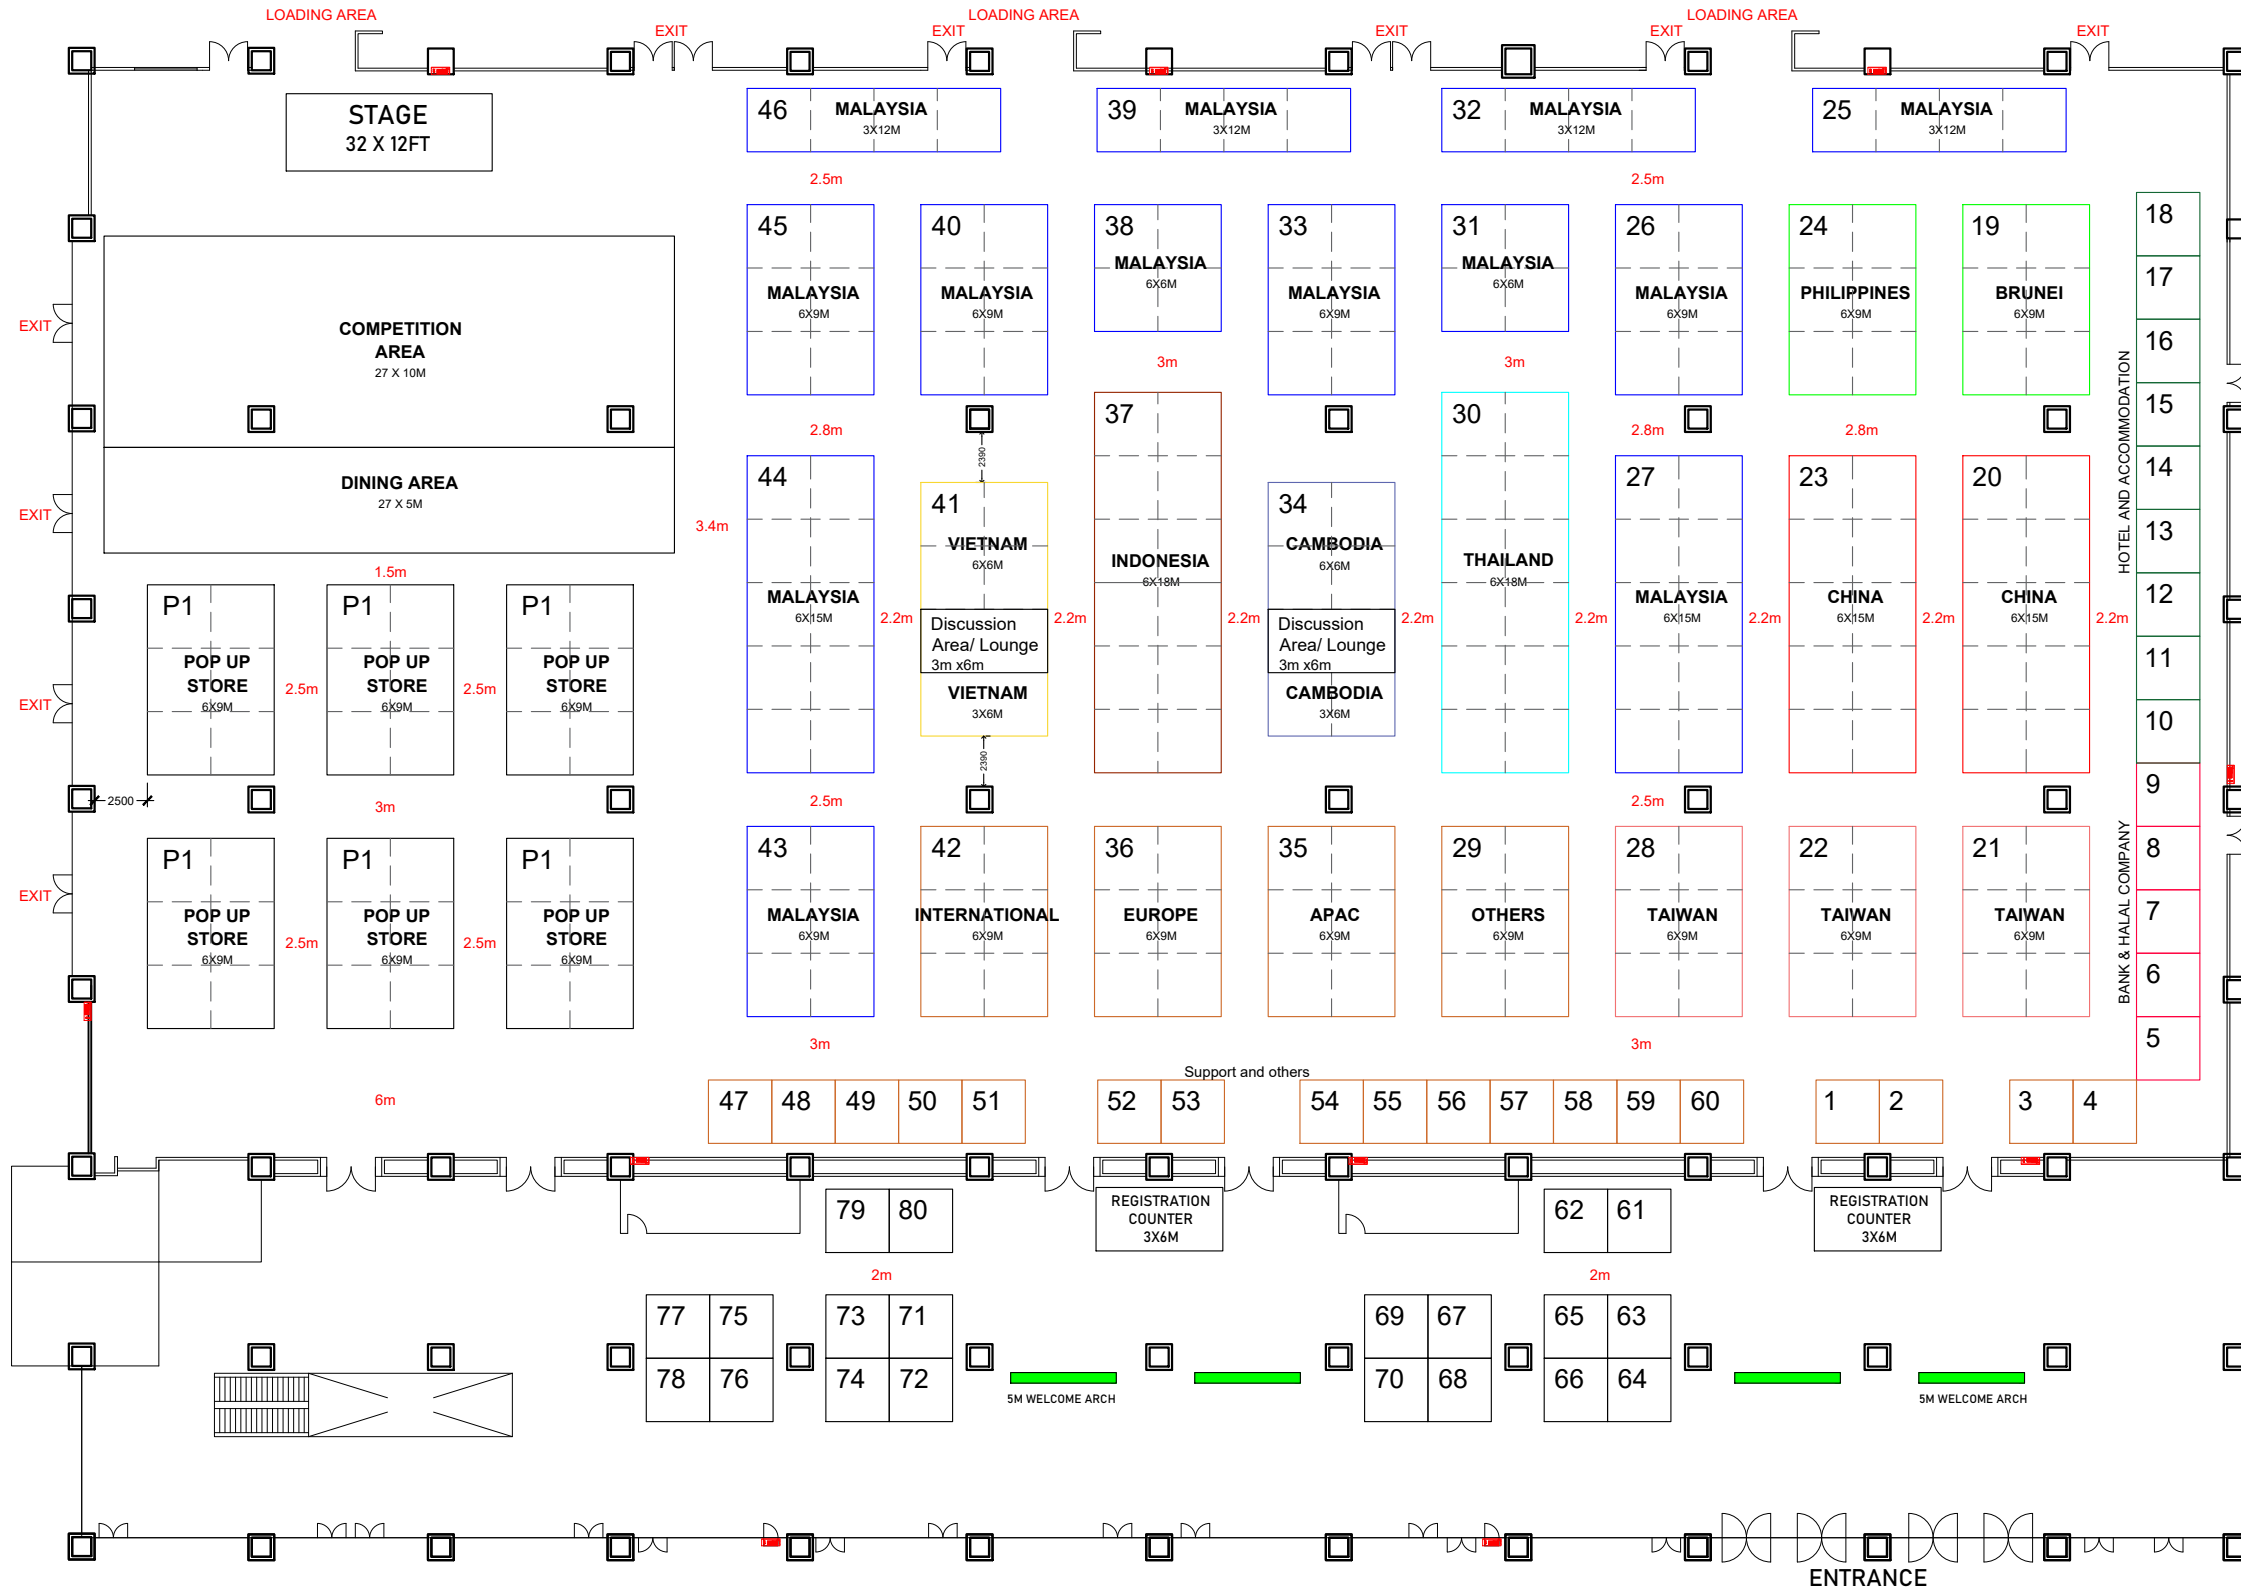 LOADING AREA
LOADING AREA
LOADING AREA
EXIT
EXIT
EXIT
EXIT
EXIT
STAGE
32 X 12FT
46
MALAYSIA
3X12M
39
MALAYSIA
3X12M
32
MALAYSIA
3X12M
25
MALAYSIA
3X12M
2.5m
2.5m
45
MALAYSIA
6X9M
40
MALAYSIA
6X9M
38
MALAYSIA
6X6M
33
MALAYSIA
6X9M
31
MALAYSIA
6X6M
26
MALAYSIA
6X9M
24
PHILIPPINES
6X9M
19
BRUNEI
6X9M
18
17
16
15
14
13
12
11
10
9
8
7
6
5
HOTEL AND ACCOMMODATION
BANK & HALAL COMPANY
EXIT
EXIT
EXIT
EXIT
COMPETITION
AREA
27 X 10M
DINING AREA
27 X 5M
3m
3m
2.8m
2.8m
2.8m
2390
3.4m
1.5m
44
MALAYSIA
6X15M
41
VIETNAM
6X6M
Discussion
Area/ Lounge
3m x6m
VIETNAM
3X6M
37
INDONESIA
6X18M
34
CAMBODIA
6X6M
Discussion
Area/ Lounge
3m x6m
CAMBODIA
3X6M
30
THAILAND
6X18M
27
MALAYSIA
6X15M
23
CHINA
6X15M
20
CHINA
6X15M
2.2m
2.2m
2.2m
2.2m
2.2m
2.2m
2.2m
2.2m
P1
POP UP
STORE
6X9M
P1
POP UP
STORE
6X9M
P1
POP UP
STORE
6X9M
2.5m
2.5m
2390
2500
3m
2.5m
2.5m
P1
POP UP
STORE
6X9M
P1
POP UP
STORE
6X9M
P1
POP UP
STORE
6X9M
2.5m
2.5m
43
MALAYSIA
6X9M
42
INTERNATIONAL
6X9M
36
EUROPE
6X9M
35
APAC
6X9M
29
OTHERS
6X9M
28
TAIWAN
6X9M
22
TAIWAN
6X9M
21
TAIWAN
6X9M
3m
3m
6m
Support and others
47 48 49 50 51
52 53
54 55 56 57 58 59 60
1 2
3 4
79 80
REGISTRATION
COUNTER
3X6M
62 61
REGISTRATION
COUNTER
3X6M
2m
2m
77 75
78 76
73 71
74 72
69 67
70 68
65 63
66 64
5M WELCOME ARCH
5M WELCOME ARCH
ENTRANCE